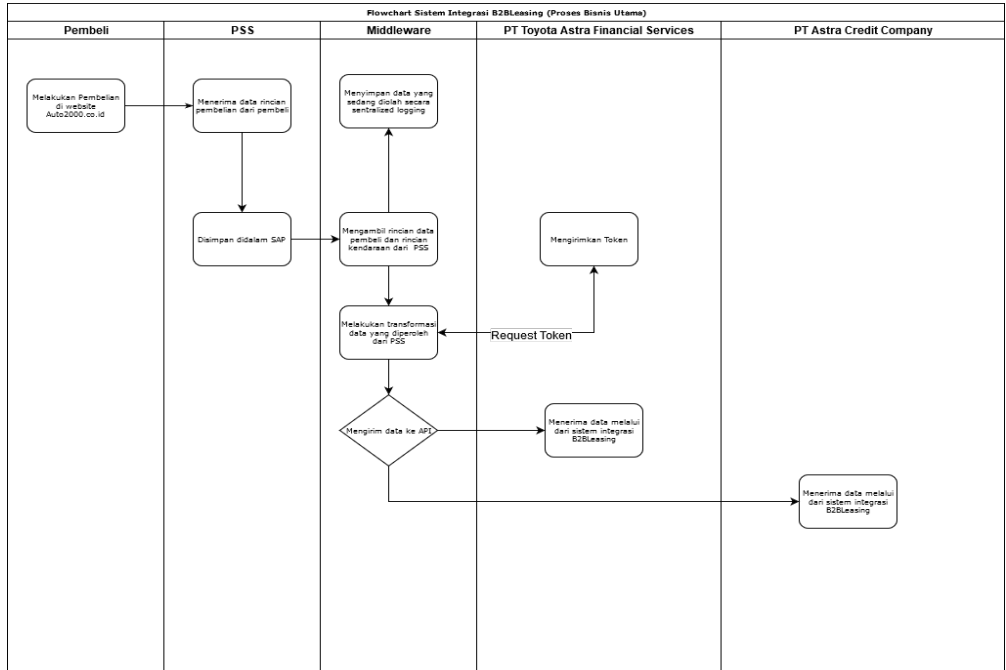 Flowchart Sistem Integrasi B2BLeasing (Proses Bisnis Utama)
Pembeli
PSS
Middleware
PT Toyota Astra Financial Services
PT Astra Credit Company
Melakukan Pembelian
di website
Auto2000.co.id
Menerima data rincian
pembelian dari pembeli
Menyimpan data yang
sedang diolah secara
sentralized logging
Disimpan didalam SAP
Mengambil rincian data
pembeli dan rincian
kendaraan dari PSS
Mengirimkan Token
Melakukan transformasi
data yang diperoleh
dari PSS
Request Token
Mengirim data ke API
Menerima data melalui
dari sistem integrasi
B2BLeasing
Menerima data melalui
dari sistem integrasi
B2BLeasing